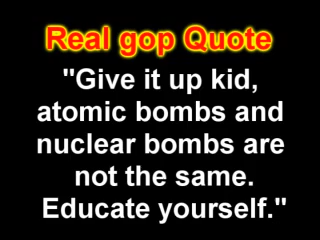 Real gop Quote
"Give it up kid,
atomic bombs and
nuclear bombs are
not the same.
Educate yourself."